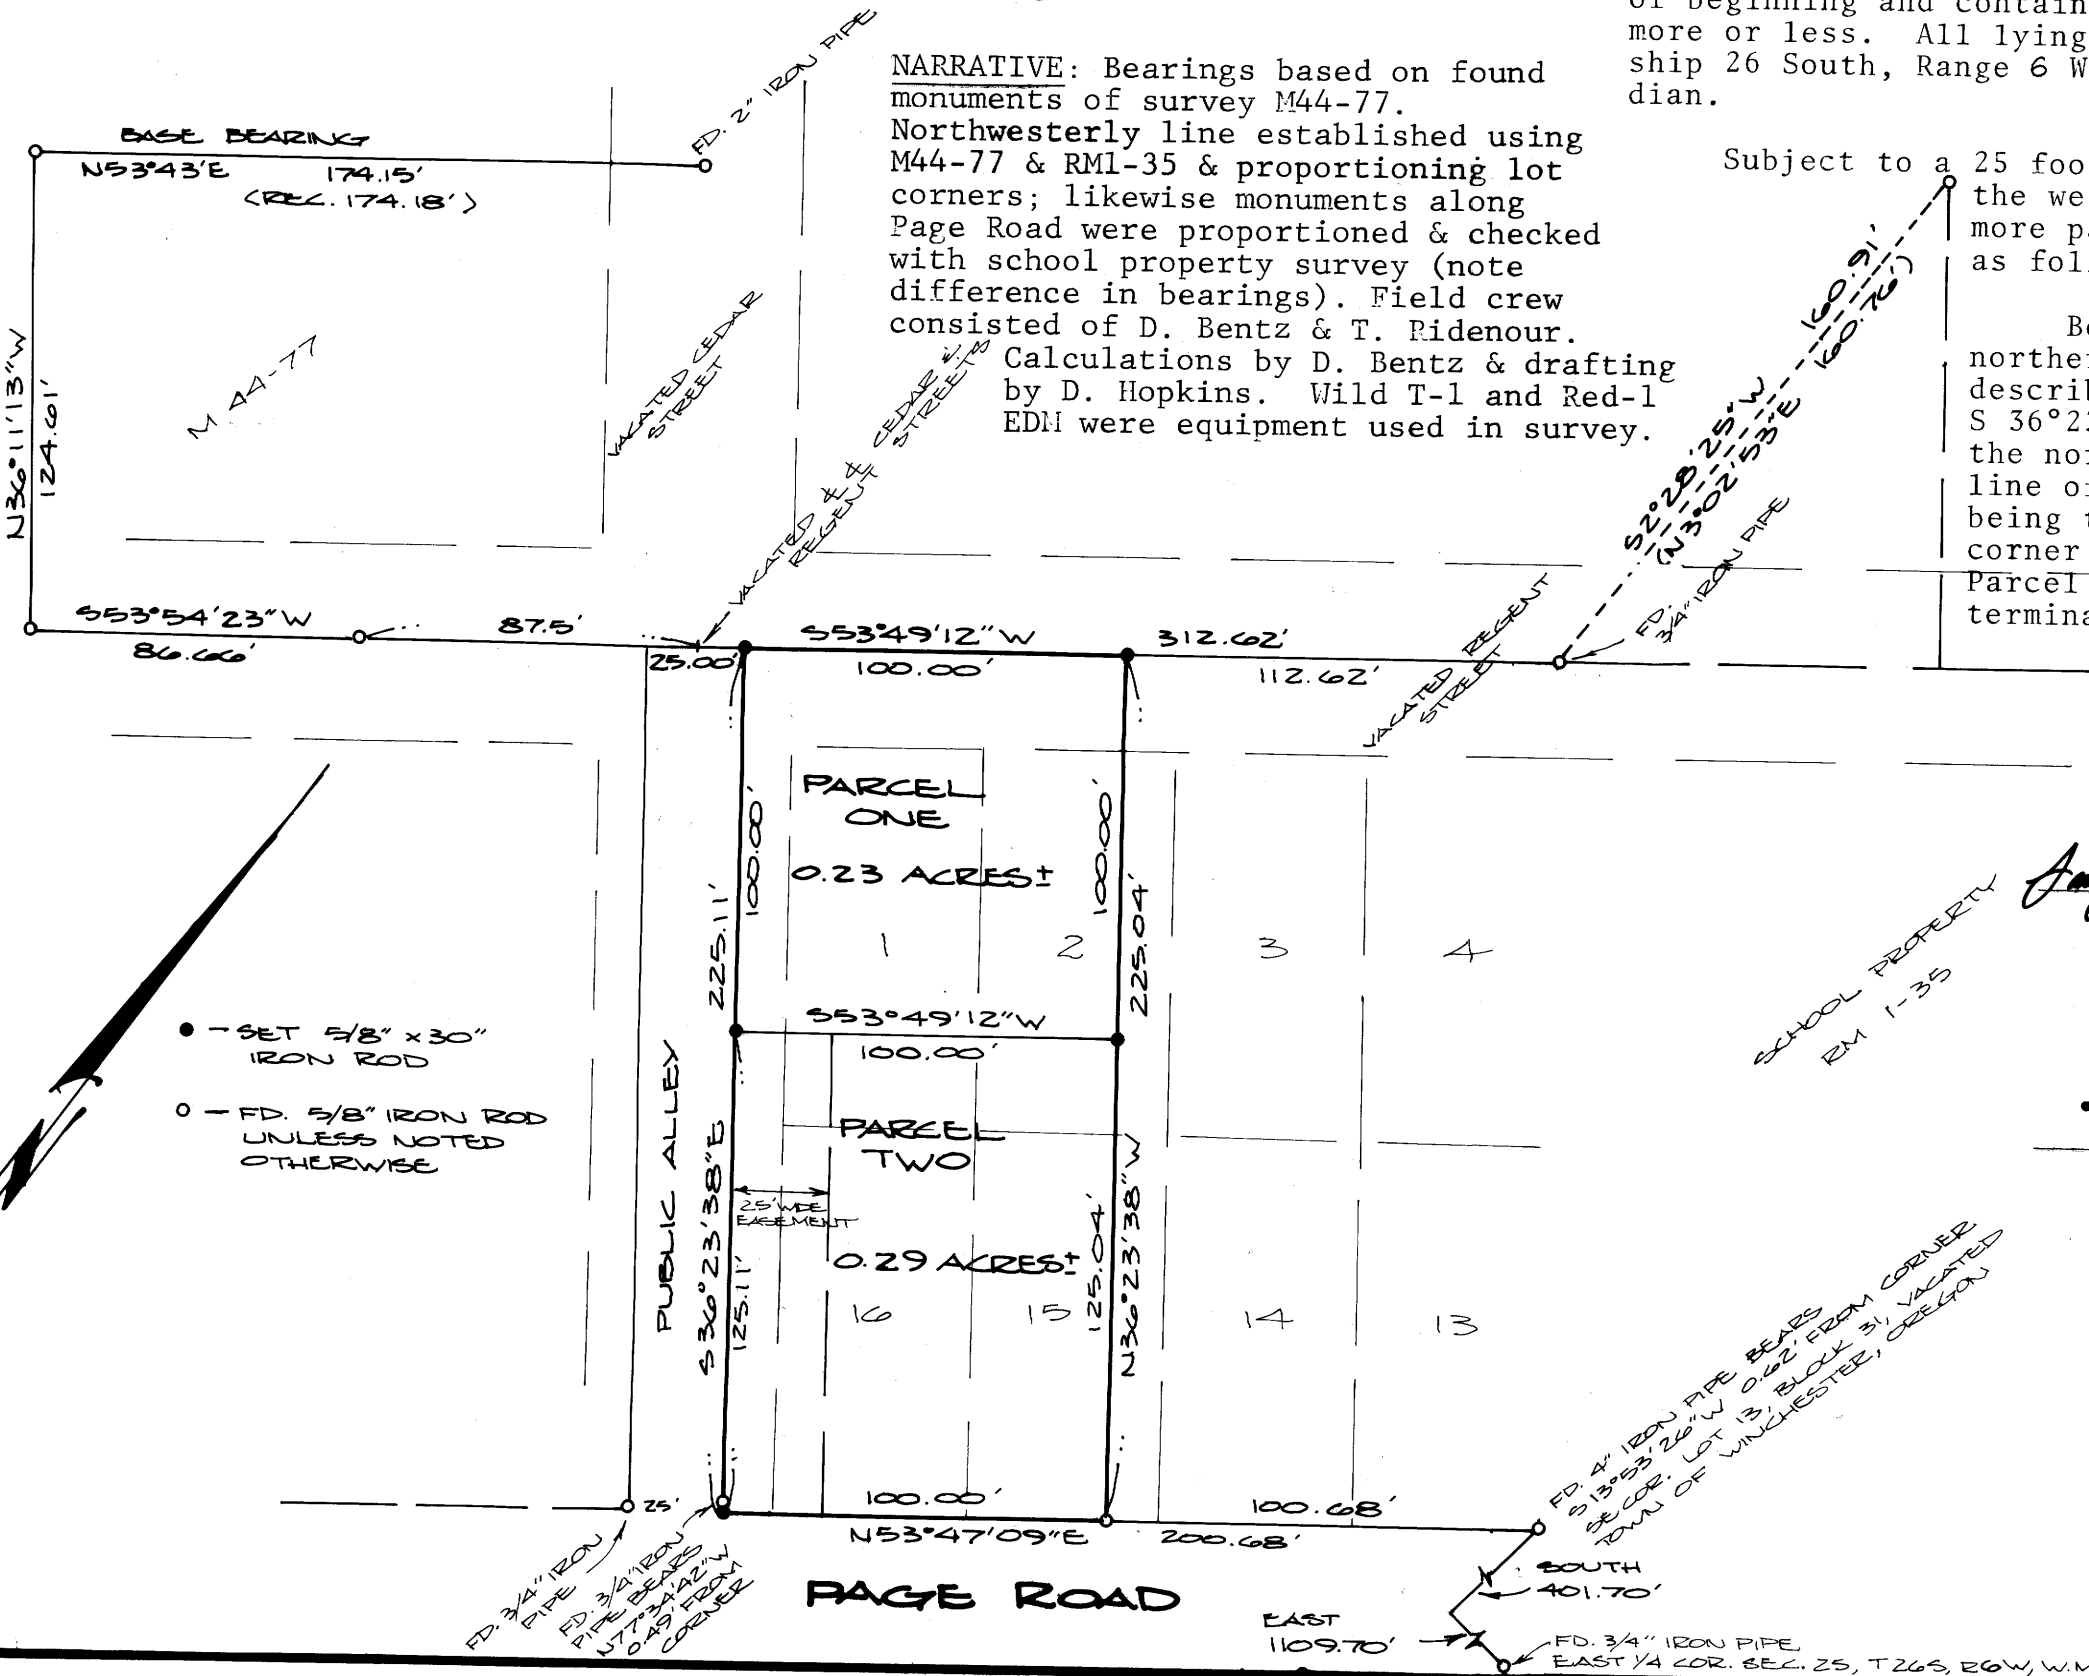 of beginning and contain
more or less. All lying
ship 26 South, Range 6 W
dian.
NARRATIVE: Bearings based on found
monuments of survey M44-77.
Northwesterly line established using
M44-77 & RM1-35 & proportioning lot
corners; likewise monuments along
Page Road were proportioned & checked
with school property survey (note
difference in bearings). Field crew
consisted of D. Bentz & T. Ridenour.
Calculations by D. Bentz & drafting
by D. Hopkins. Wild T-1 and Red-1
EDM were equipment used in survey.
Subject to a 25 foo
the we
more pa
as fol
Be
norther
describ
S 36°2
the nor
line o
being t
corner
Parcel
termina
FD. 2" IRON PIPE
BASE BEARING
N53°43'E 174.15'
(REC. 174.18')
N36°11'13"W
124.61'
M 44-77
VACATED CEDAR
STREET
VACATED & CEDAR &
REGENT STREETS
S2°28'25"W 160.91'
(N3°02'53"E 160.76')
FD.
3/4" IRON PIPE
S53°54'23"W
86.66'
87.5'
25.00'
S53°49'12"W
100.00'
312.62'
112.62'
VACATED REGENT
STREET
PARCEL
ONE
0.23 ACRES±
100.00'
225.11'
100.00'
225.04'
1
2
3
4
SCHOOL PROPERTY
RM 1-35
● - SET 5/8" x 30"
IRON ROD
○ - FD. 5/8" IRON ROD
UNLESS NOTED
OTHERWISE
S53°49'12"W
100.00'
PUBLIC ALLEY
PARCEL
TWO
25' WIDE
EASEMENT
0.29 ACRES±
S36°23'38"E
125.11'
125.04'
N36°23'38"W
16
15
14
13
FD. 4" IRON PIPE BEARS
S13°53'26"W 0.62' FROM CORNER
SE COR. LOT 13, BLOCK 31, VACATED
TOWN OF WINCHESTER, OREGON
25'
100.00'
N53°47'09"E
100.68'
200.68'
FD. 3/4" IRON
PIPE
FD. 3/4" IRON
PIPE BEARS
N77°34'42"W
0.49' FROM
CORNER
PAGE ROAD
SOUTH
401.70'
EAST
1109.70'
FD. 3/4" IRON PIPE
EAST 1/4 COR. SEC. 25, T26S, R6W, W.M